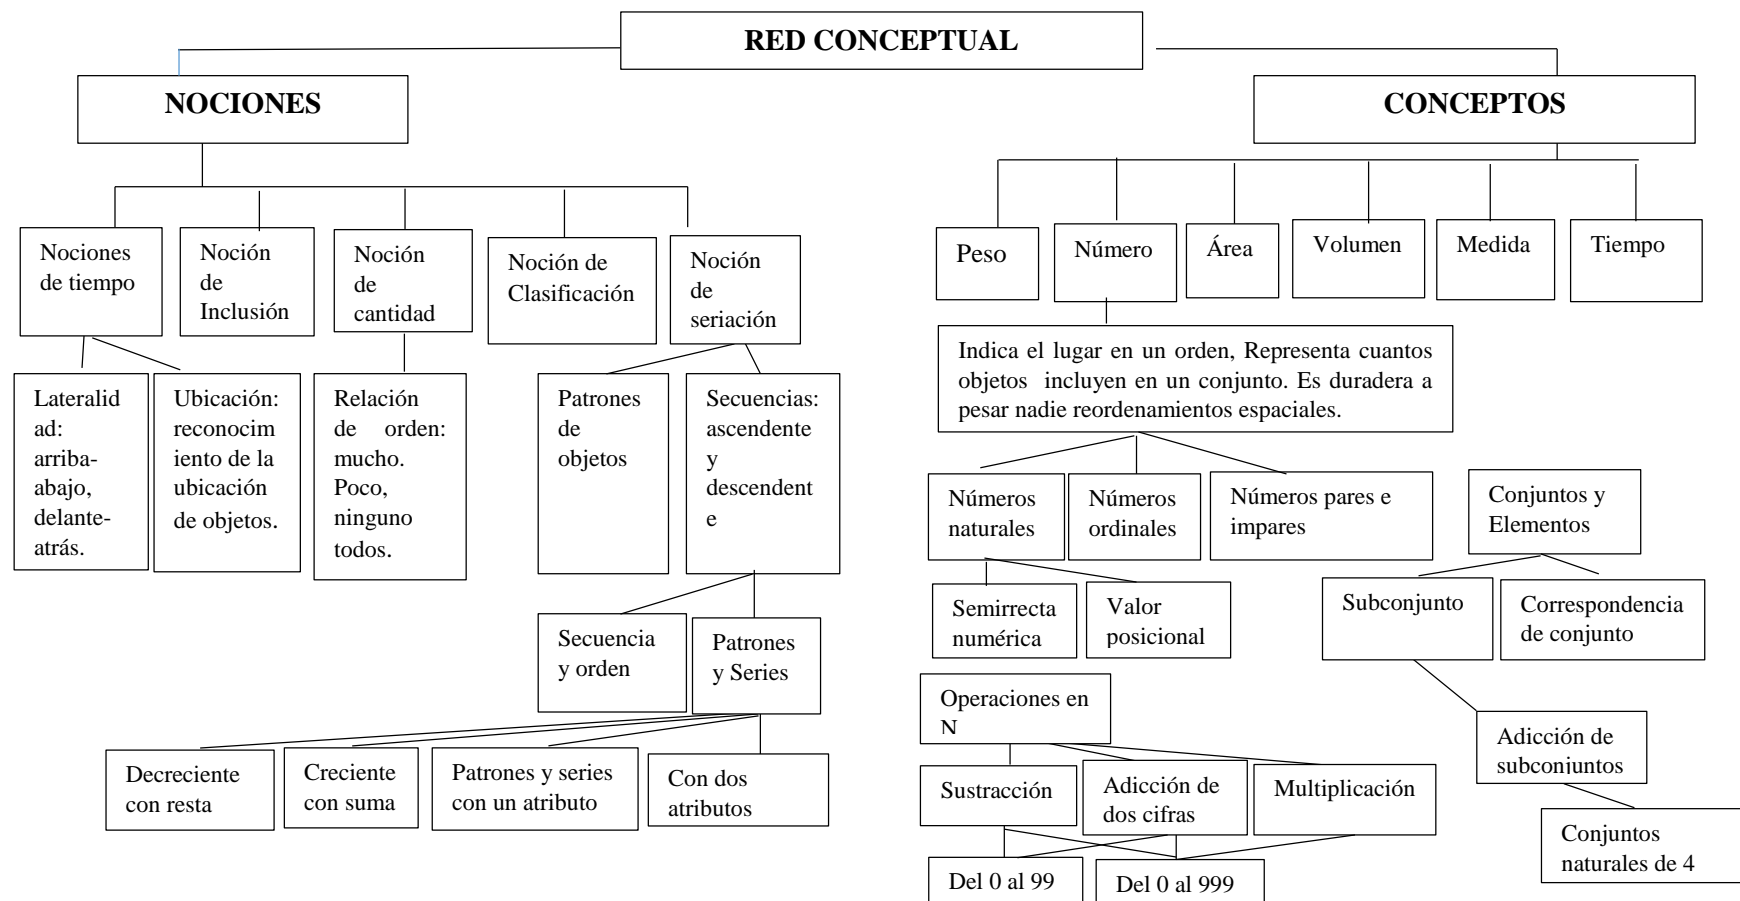 RED CONCEPTUAL
NOCIONES
CONCEPTOS
Nociones
de tiempo
Noción
de
Inclusión
Noción
de
cantidad
Noción de
Clasificación
Noción
de
seriación
Peso
Número
Área
Volumen
Medida
Tiempo
Indica el lugar en un orden, Representa cuantos
objetos incluyen en un conjunto. Es duradera a
pesar nadie reordenamientos espaciales.
Lateralid
ad:
arriba-
abajo,
delante-
atrás.
Ubicación:
reconocim
iento de la
ubicación
de objetos.
Relación
de orden:
mucho.
Poco,
ninguno
todos.
Patrones
de
objetos
Secuencias:
ascendente
y
descendent
e
Números
naturales
Números
ordinales
Números pares e
impares
Conjuntos y
Elementos
Semirrecta
numérica
Valor
posicional
Subconjunto
Correspondencia
de conjunto
Secuencia
y orden
Patrones
y Series
Operaciones en
N
Adicción de
subconjuntos
Decreciente
con resta
Creciente
con suma
Patrones y series
con un atributo
Con dos
atributos
Sustracción
Adicción de
dos cifras
Multiplicación
Conjuntos
naturales de 4
Del 0 al 99
Del 0 al 999